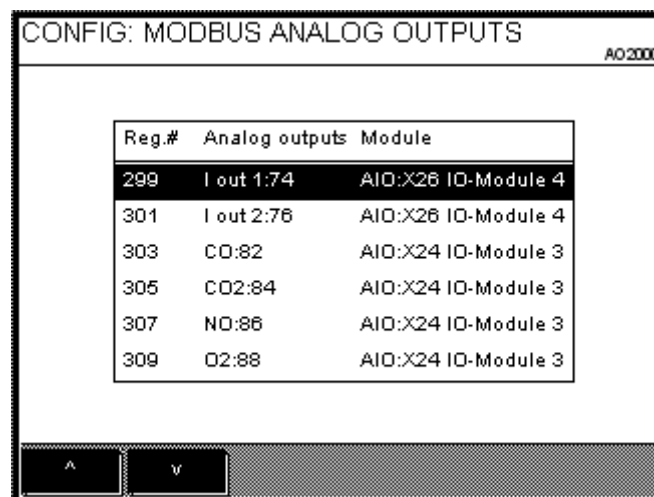 CONFIG: MODBUS ANALOG OUTPUTS
AO2000
Reg.# Analog outputs Module
299 I out 1:74 AIO:X26 IO-Module 4
301 I out 2:76 AIO:X26 IO-Module 4
303 CO:82 AIO:X24 IO-Module 3
305 CO2:84 AIO:X24 IO-Module 3
307 NO:86 AIO:X24 IO-Module 3
309 O2:88 AIO:X24 IO-Module 3
^ v